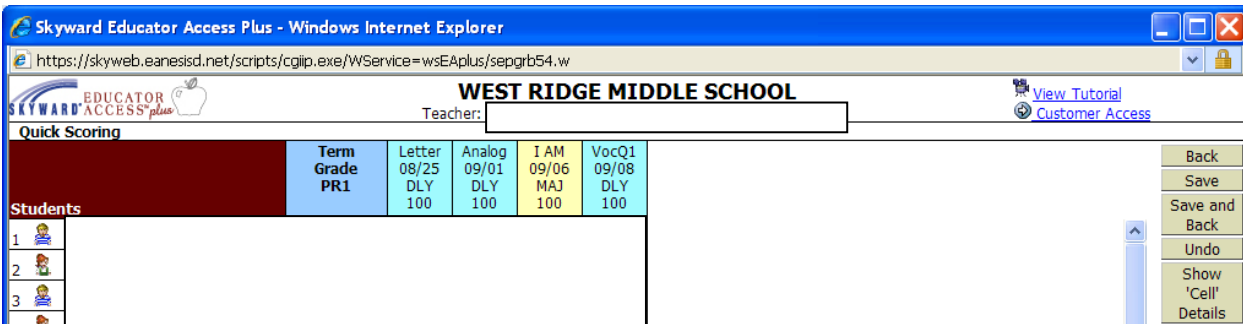 Skyward Educator Access Plus - Windows Internet Explorer
https://skyweb.eanesisd.net/scripts/cgiip.exe/WService=wsEAplus/sepgrb54.w
SKYWARD® EDUCATOR ACCESS™ plus
WEST RIDGE MIDDLE SCHOOL
Teacher:
View Tutorial
Customer Access
Quick Scoring
Students
Term Grade PR1
Letter 08/25 DLY 100
Analog 09/01 DLY 100
I AM 09/06 MAJ 100
VocQ1 09/08 DLY 100
1
2
3
Back
Save
Save and
Back
Undo
Show
'Cell'
Details